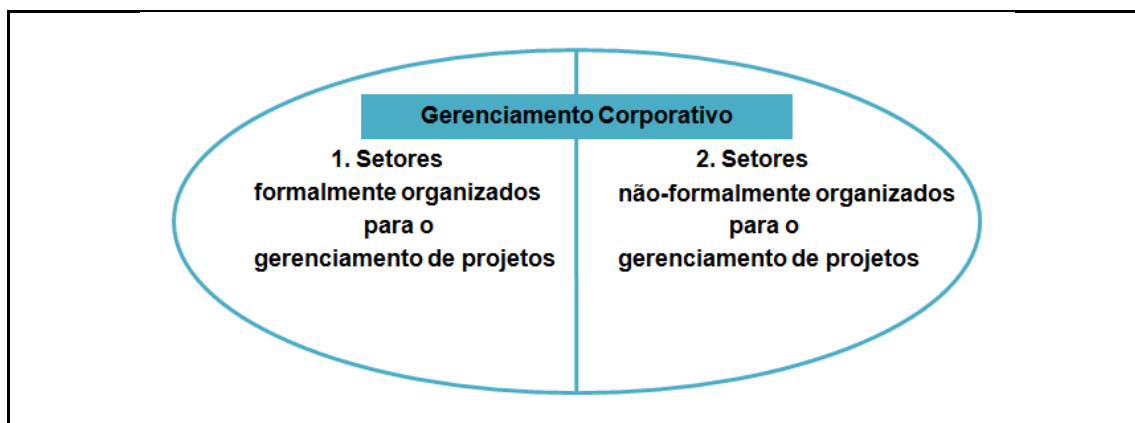 Gerenciamento Corporativo
1. Setores
formalmente organizados
para o
gerenciamento de projetos
2. Setores
não-formalmente organizados
para o
gerenciamento de projetos